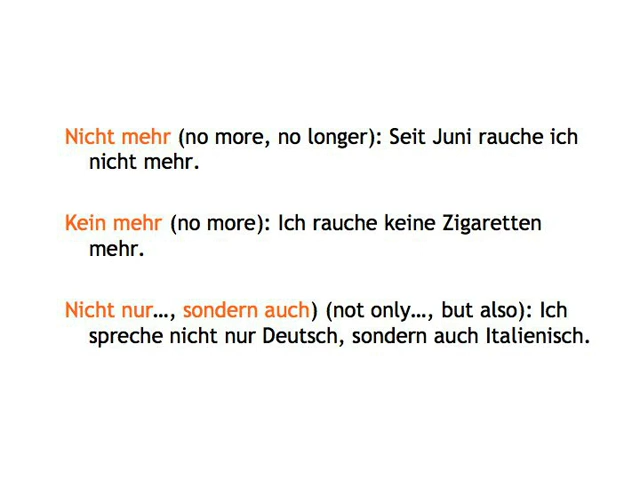 Nicht mehr (no more, no longer): Seit Juni rauche ich
nicht mehr.
Kein mehr (no more): Ich rauche keine Zigaretten
mehr.
Nicht nur…, sondern auch) (not only…, but also): Ich
spreche nicht nur Deutsch, sondern auch Italienisch.